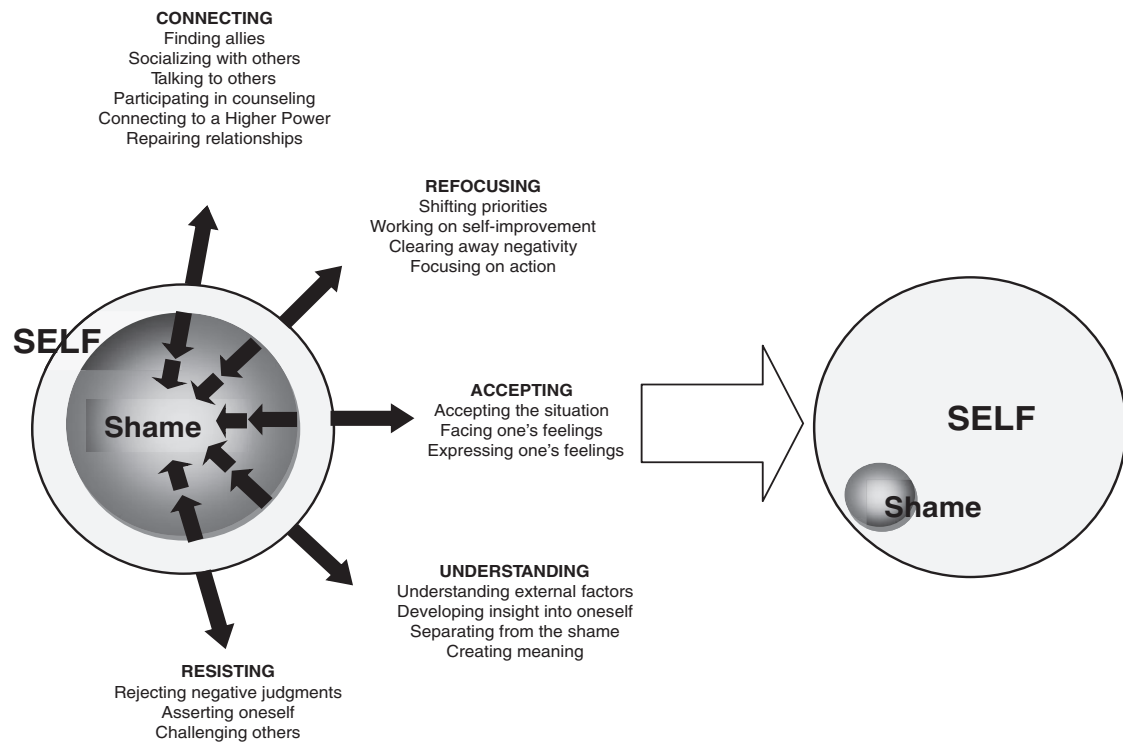 CONNECTING
Finding allies
Socializing with others
Talking to others
Participating in counseling
Connecting to a Higher Power
Repairing relationships
REFOCUSING
Shifting priorities
Working on self-improvement
Clearing away negativity
Focusing on action
SELF
Shame
ACCEPTING
Accepting the situation
Facing one’s feelings
Expressing one’s feelings
UNDERSTANDING
Understanding external factors
Developing insight into oneself
Separating from the shame
Creating meaning
RESISTING
Rejecting negative judgments
Asserting oneself
Challenging others
SELF
Shame